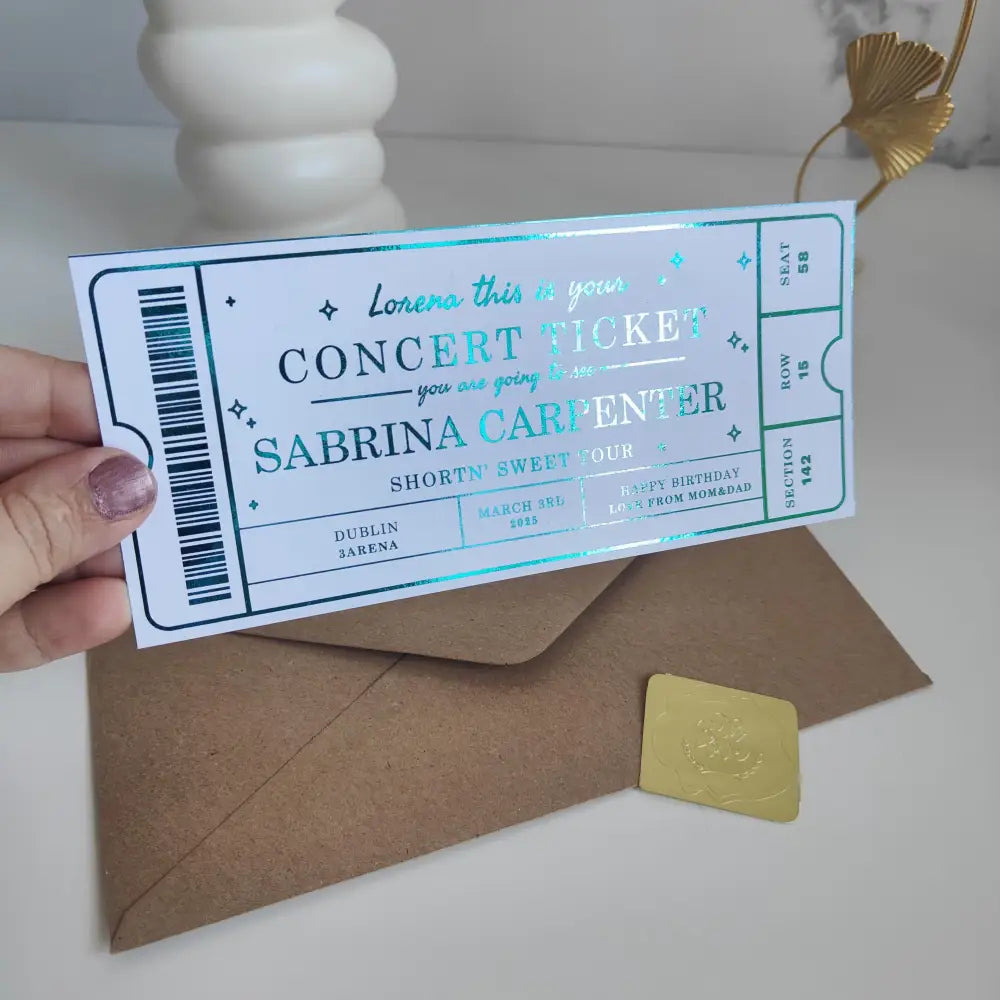 Lorena this is your
CONCERT TICKET
you are going to see
SABRINA CARPENTER
SHORTN' SWEET TOUR
DUBLIN
3ARENA
MARCH 3RD
2025
HAPPY BIRTHDAY
LOVE FROM MOM&DAD
SEAT
58
ROW
15
SECTION
142